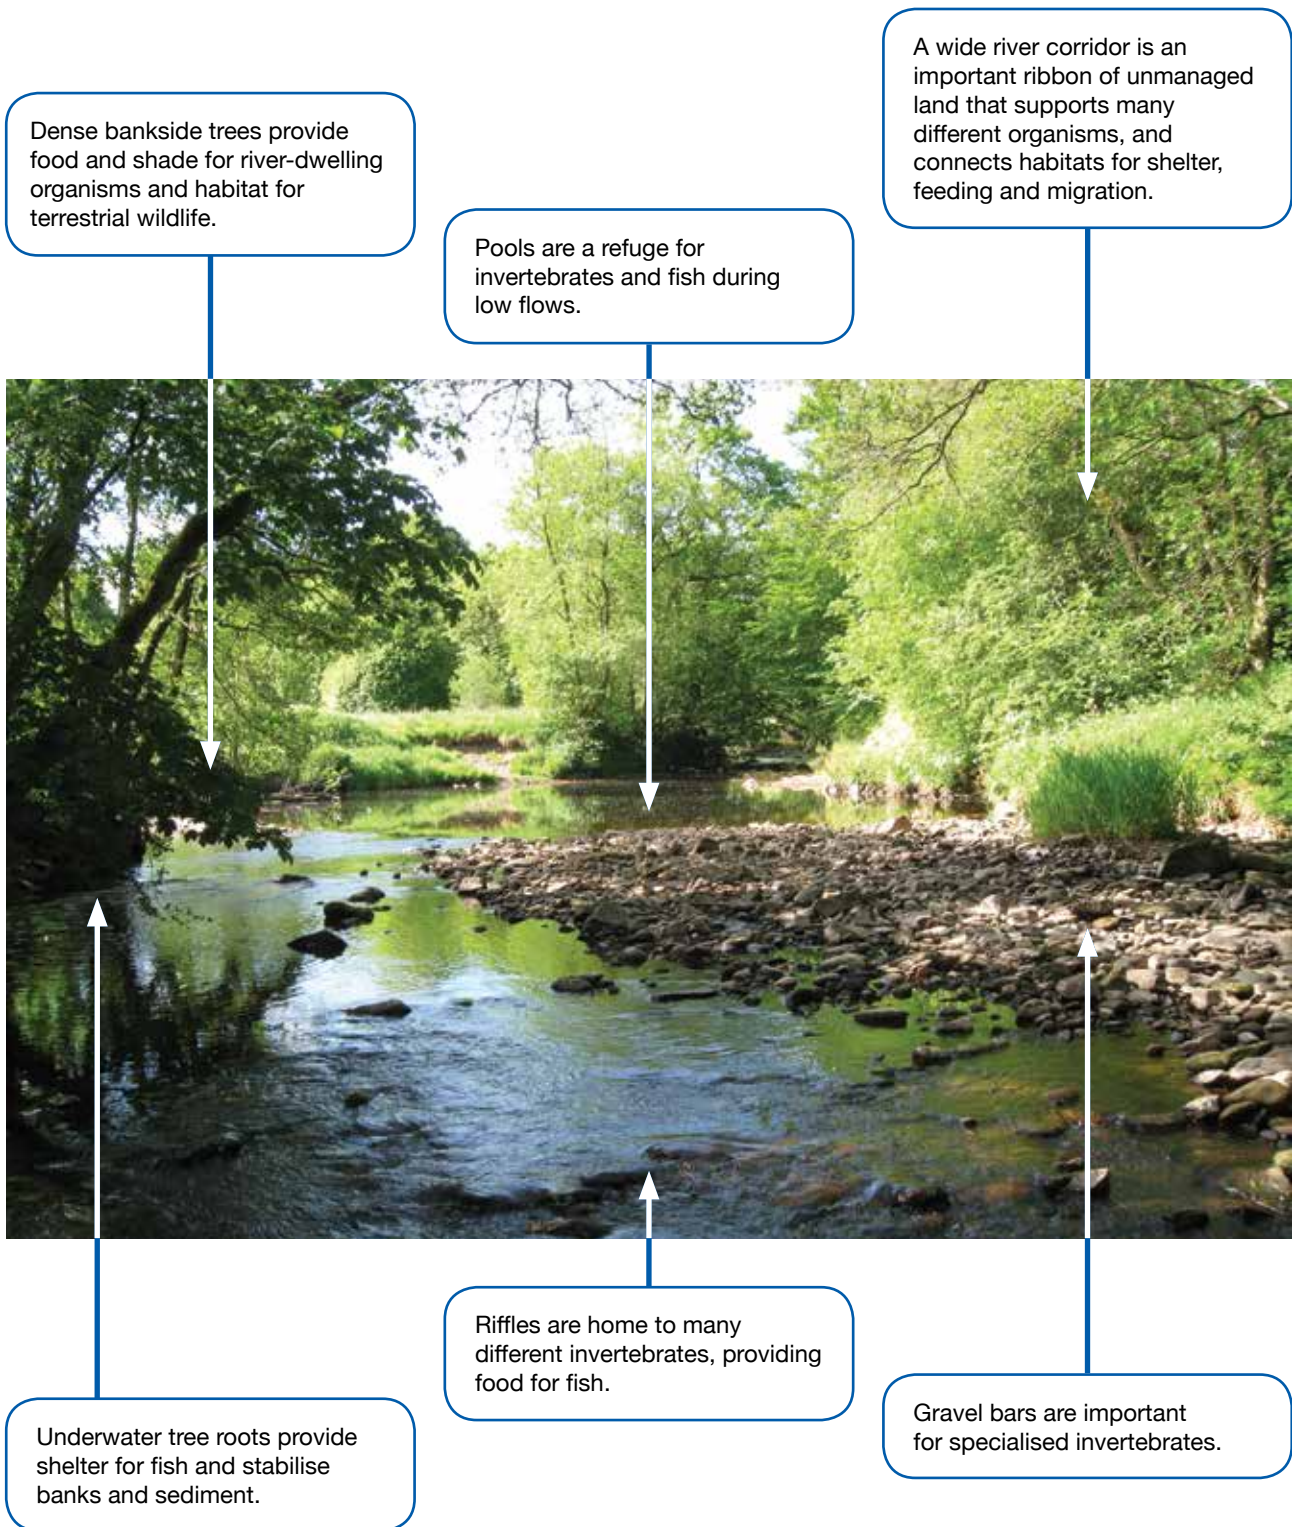 A wide river corridor is an
important ribbon of unmanaged
land that supports many
different organisms, and
connects habitats for shelter,
feeding and migration.
Dense bankside trees provide
food and shade for river-dwelling
organisms and habitat for
terrestrial wildlife.
Pools are a refuge for
invertebrates and fish during
low flows.
Riffles are home to many
different invertebrates, providing
food for fish.
Gravel bars are important
for specialised invertebrates.
Underwater tree roots provide
shelter for fish and stabilise
banks and sediment.